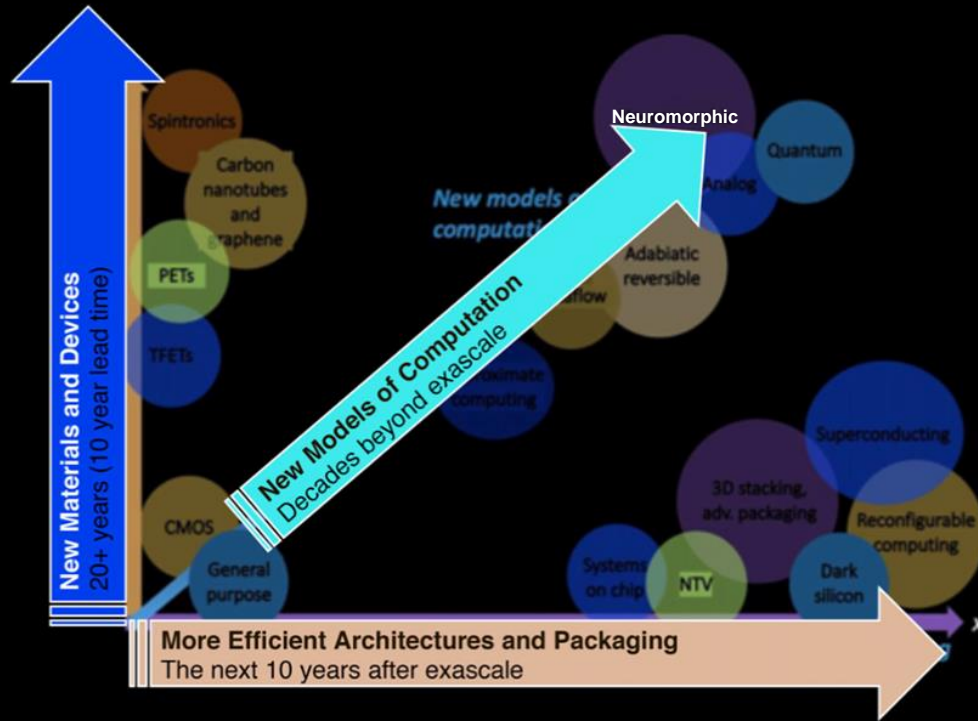 Spintronics
Carbon
nanotubes
and
graphene
PETs
TFETs
CMOS
General
purpose
New Materials and Devices
20+ years (10 year lead time)
New models
Neuromorphic
Quantum
Analog
Adabiatic
reversible
computing
New Models of Computation
Decades beyond exascale
Superconducting
3D stacking,
adv. packaging
Reconfigurable
computing
Systems
on chip
NTV
Dark
silicon
More Efficient Architectures and Packaging
The next 10 years after exascale